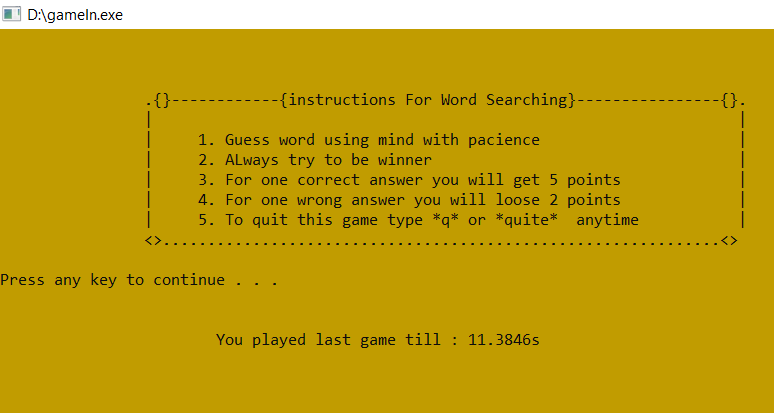 D:\gameIn.exe
.{}------------{instructions For Word Searching}----------------{}.
| |
| 1. Guess word using mind with pacience |
| 2. ALways try to be winner |
| 3. For one correct answer you will get 5 points |
| 4. For one wrong answer you will loose 2 points |
| 5. To quit this game type *q* or *quite*  anytime |
<>..............................................................<>
Press any key to continue . . .
You played last game till : 11.3846s